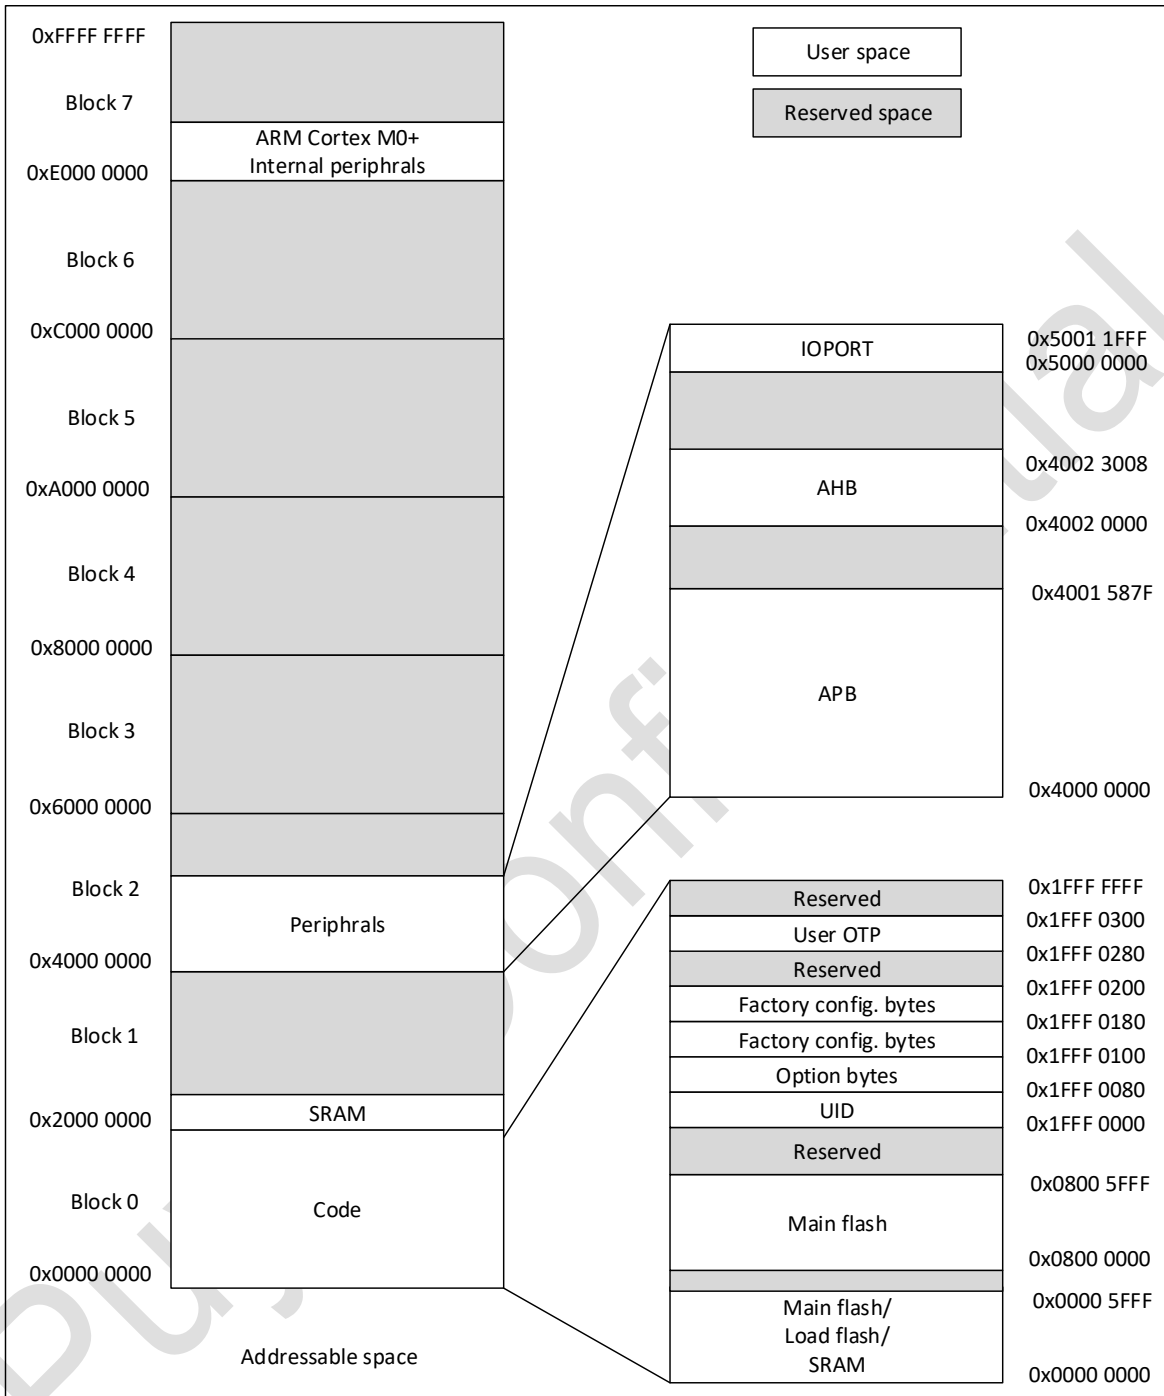 0xFFFF FFFF
Block 7
ARM Cortex M0+
Internal periphrals
0xE000 0000
Block 6
0xC000 0000
Block 5
0xA000 0000
Block 4
0x8000 0000
Block 3
0x6000 0000
Block 2
Periphrals
0x4000 0000
Block 1
SRAM
0x2000 0000
Block 0
Code
0x0000 0000
Addressable space
User space
Reserved space
IOPORT
0x5001 1FFF
0x5000 0000
0x4002 3008
AHB
0x4002 0000
0x4001 587F
APB
0x4000 0000
0x1FFF FFFF
Reserved
0x1FFF 0300
User OTP
0x1FFF 0280
Reserved
0x1FFF 0200
Factory config. bytes
0x1FFF 0180
Factory config. bytes
0x1FFF 0100
Option bytes
0x1FFF 0080
UID
0x1FFF 0000
Reserved
0x0800 5FFF
Main flash
0x0800 0000
0x0000 5FFF
Main flash/
Load flash/
SRAM
0x0000 0000